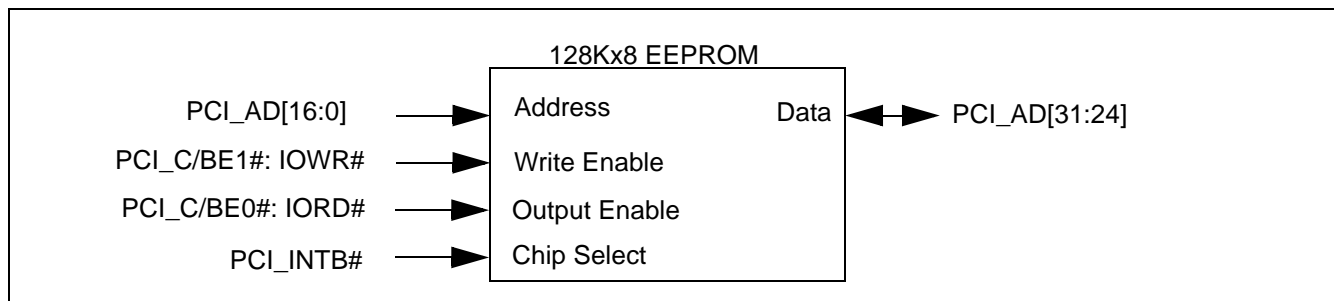 128Kx8 EEPROM
PCI_AD[16:0] Address Data PCI_AD[31:24]
PCI_C/BE1#: IOWR# Write Enable
PCI_C/BE0#: IORD# Output Enable
PCI_INTB# Chip Select